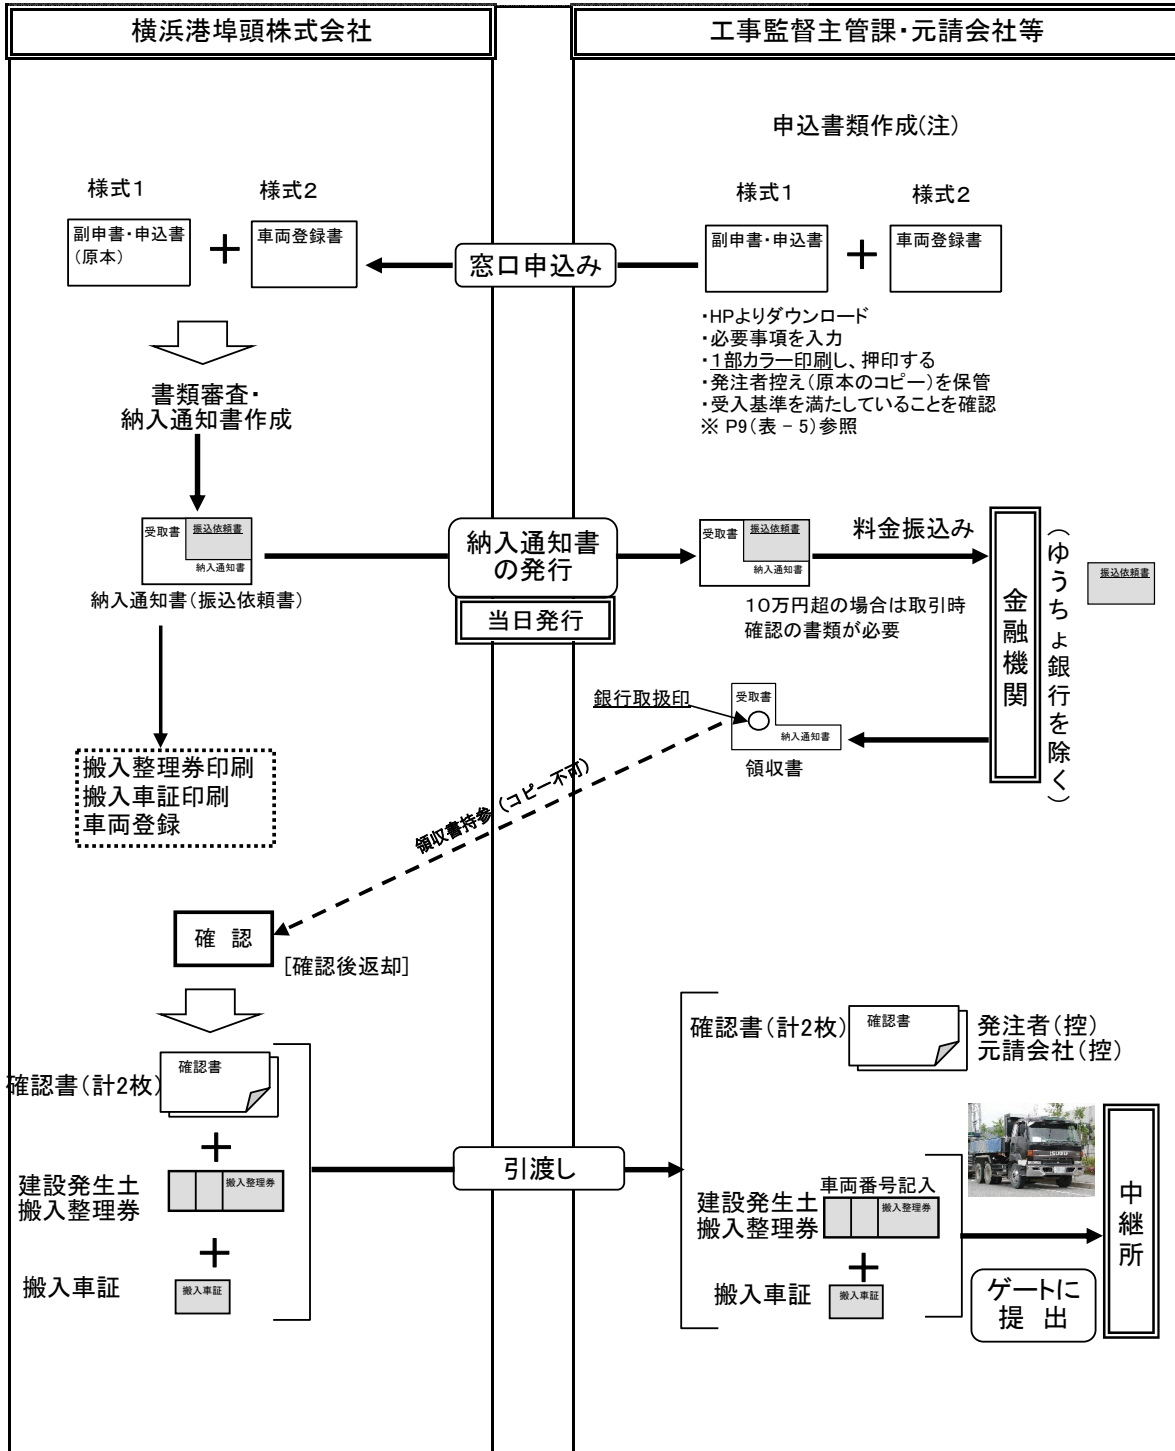 横浜港埠頭株式会社
工事監督主管課・元請会社等
申込書類作成(注)
様式１
様式２
様式１
様式２
副申書・申込書
(原本)
＋
車両登録書
窓口申込み
副申書・申込書
＋
車両登録書
・HPよりダウンロード
・必要事項を入力
・１部カラー印刷し、押印する
・発注者控え(原本のコピー)を保管
・受入基準を満たしていることを確認
※ P9(表－5)参照
書類審査・
納入通知書作成
受取書
振込依頼書
納入通知書
納入通知書(振込依頼書)
納入通知書
の発行
当日発行
受取書
振込依頼書
納入通知書
料金振込み
１０万円超の場合は取引時
確認の書類が必要
金融機関
(ゆうちょ銀行を除く)
振込依頼書
銀行取扱印
受取書
納入通知書
領収書
搬入整理券印刷
搬入車証印刷
車両登録
領収書持参(コピー不可)
確 認
[確認後返却]
確認書(計2枚)
確認書
＋
建設発生土
搬入整理券
搬入整理券
＋
搬入車証
搬入車証
引渡し
確認書(計2枚)
確認書
発注者(控)
元請会社(控)
建設発生土
搬入整理券
車両番号記入
搬入整理券
＋
搬入車証
搬入車証
ISUZU
ゲートに
提 出
中継所